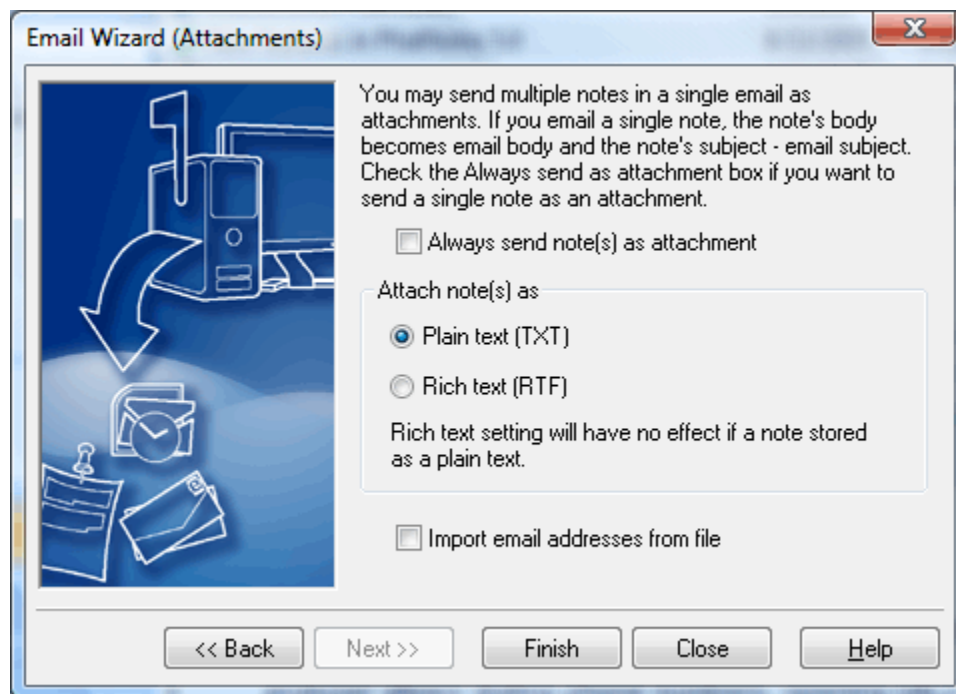 Email Wizard (Attachments)
You may send multiple notes in a single email as
attachments. If you email a single note, the note's body
becomes email body and the note's subject - email subject.
Check the Always send as attachment box if you want to
send a single note as an attachment.
Always send note(s) as attachment
Attach note(s) as
Plain text (TXT)
Rich text (RTF)
Rich text setting will have no effect if a note stored
as a plain text.
Import email addresses from file
<< Back Next >> Finish Close Help